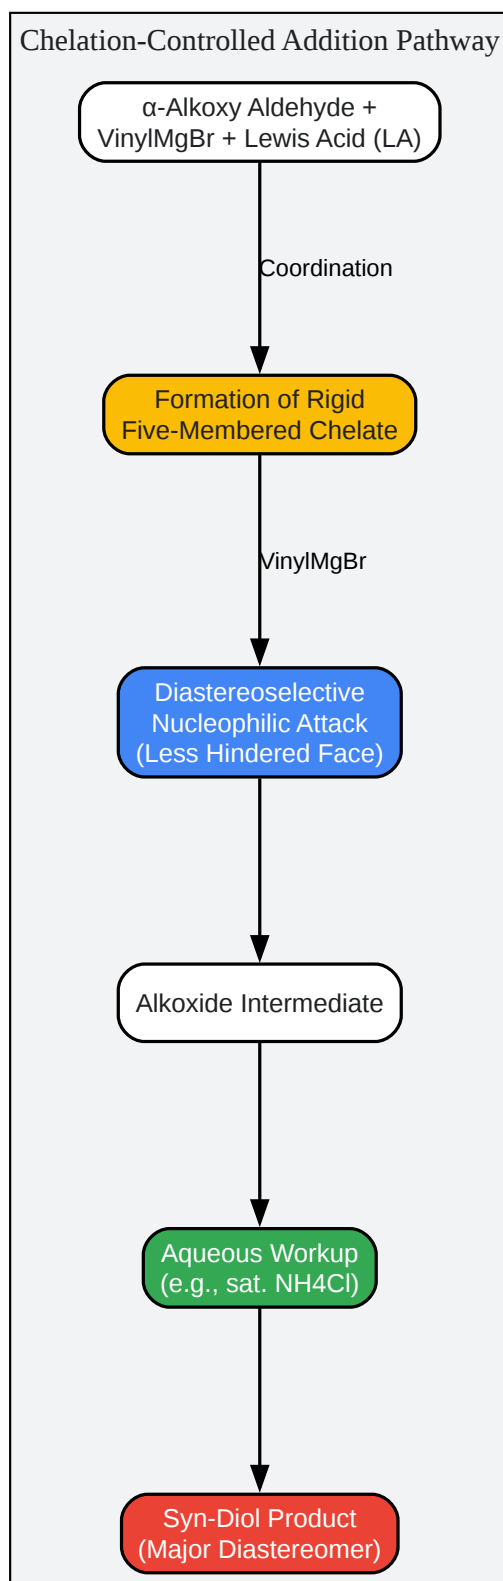 Chelation-Controlled Addition Pathway
α-Alkoxy Aldehyde +
VinylMgBr + Lewis Acid (LA)
Coordination
Formation of Rigid
Five-Membered Chelate
VinylMgBr
Diastereoselective
Nucleophilic Attack
(Less Hindered Face)
Alkoxide Intermediate
Aqueous Workup
(e.g., sat. NH4Cl)
Syn-Diol Product
(Major Diastereomer)